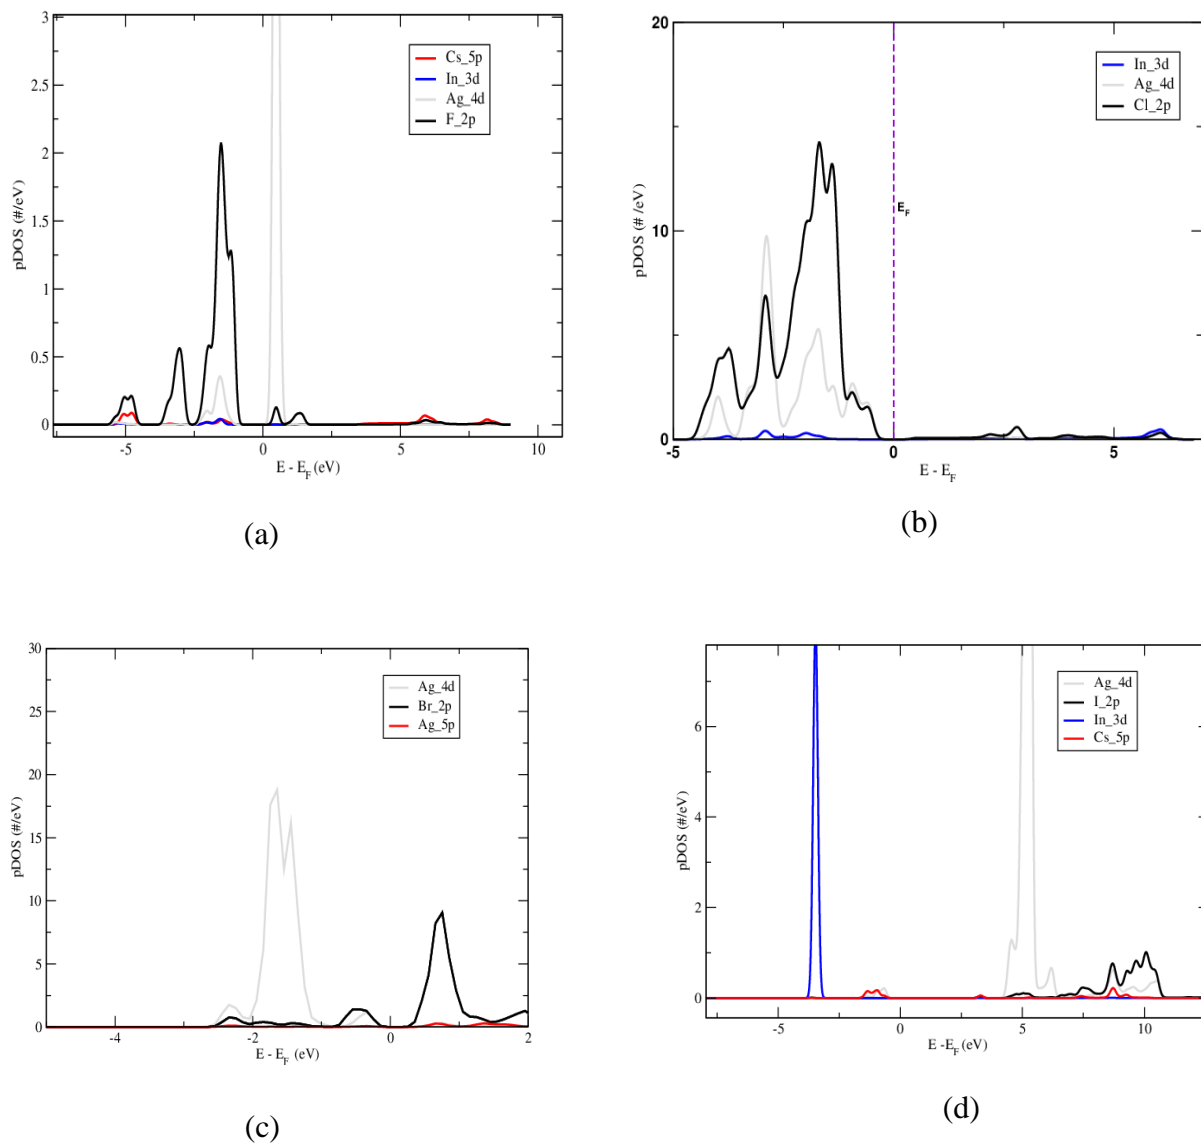 3
2.5
2
1.5
1
0.5
0
-5
0
5
10
pDOS (#/eV)
E - E_F (eV)
Cs_5p
In_3d
Ag_4d
F_2p
(a)
20
15
10
5
0
-5
0
5
pDOS (# /eV)
E - E_F
E_F
In_3d
Ag_4d
Cl_2p
(b)
30
25
20
15
10
5
0
-4
-2
0
2
pDOS (#/eV)
E - E_F (eV)
Ag_4d
Br_2p
Ag_5p
(c)
6
4
2
0
-5
0
5
10
pDOS (#/eV)
E -E_F (eV)
Ag_4d
I_2p
In_3d
Cs_5p
(d)